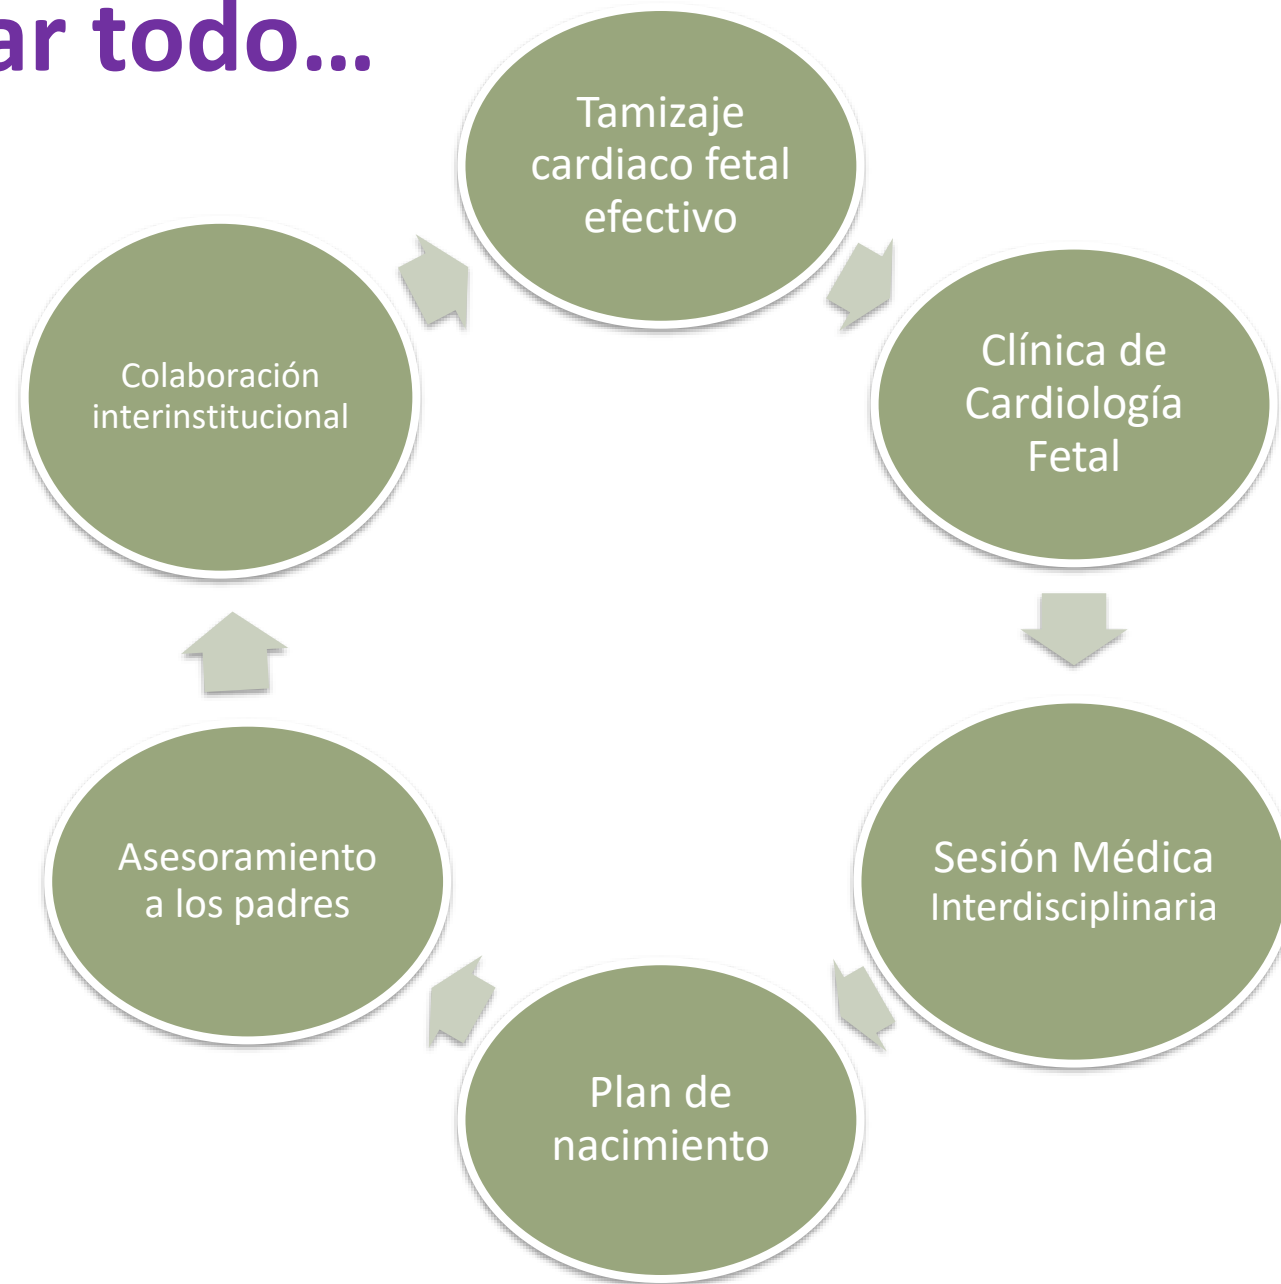 ar todo...
Tamizaje
cardiaco fetal
efectivo
Clínica de
Cardiología
Fetal
Sesión Médica
Interdisciplinaria
Plan de
nacimiento
Asesoramiento
a los padres
Colaboración
interinstitucional